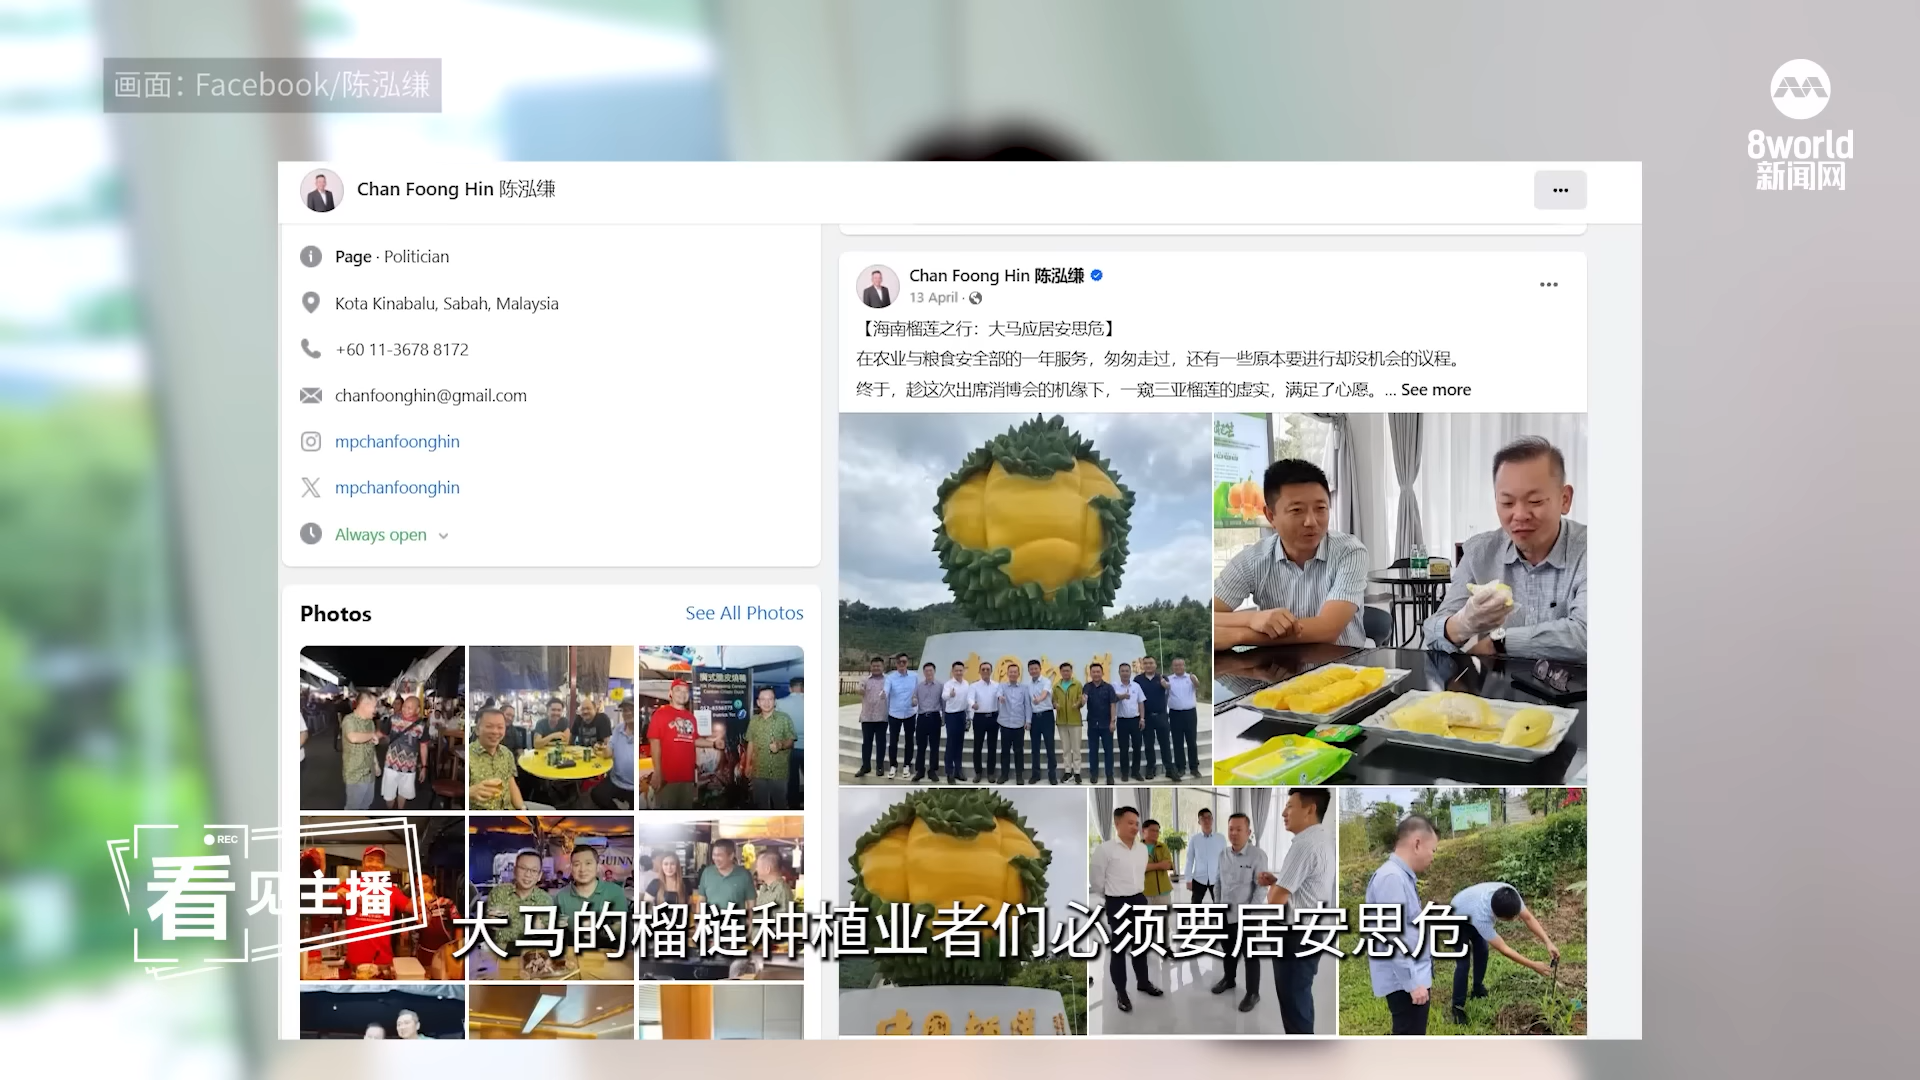 画面：Facebook/陈泓缣
8world
新闻网
Chan Foong Hin 陈泓缣
Page · Politician
Kota Kinabalu, Sabah, Malaysia
+60 11-3678 8172
chanfoonghin@gmail.com
mpchanfoonghin
mpchanfoonghin
Always open
Photos
See All Photos
Chan Foong Hin 陈泓缣
13 April
【海南榴莲之行：大马应居安思危】
在农业与粮食安全部的一年服务，匆匆走过，还有一些原本要进行却没机会的议程。
终于，趁这次出席消博会的机缘下，一窥三亚榴莲的虚实，满足了心愿。... See more
廣式脆皮燒鴨
REC
看见主播
大马的榴梿种植业者们必须要居安思危